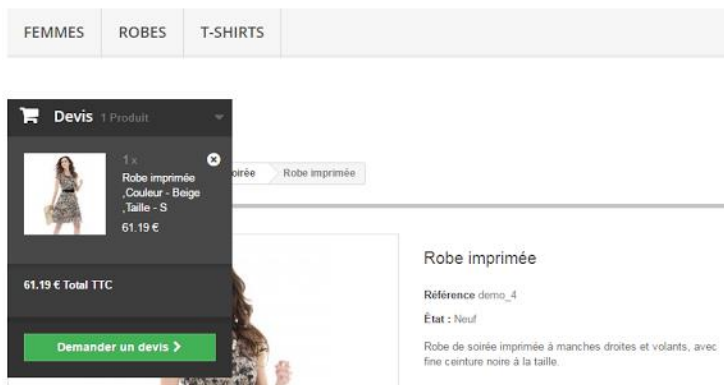 FEMMES ROBES T-SHIRTS
Devis 1 Produit
1 x
Robe imprimée
,Couleur - Beige
,Taille - S
61.19 €
oirée Robe imprimée
61.19 € Total TTC
Demander un devis
Robe imprimée
Référence demo_4
État : Neuf
Robe de soirée imprimée à manches droites et volants, avec
fine ceinture noire à la taille.